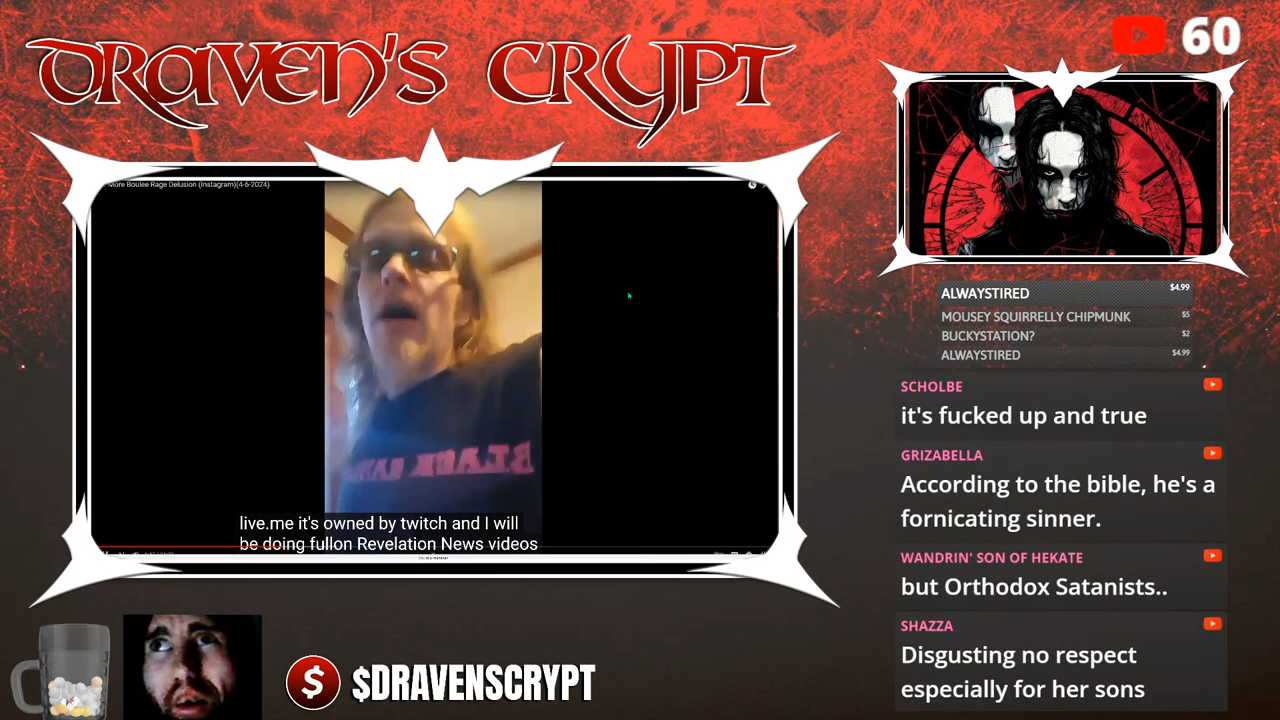 DRAVEN'S CRYPT
60
More Boulee Rage Delusion (Instagram)(4-6-2024)
BLACK
live.me it's owned by twitch and I will
be doing fullon Revelation News videos
ALWAYSTIRED $4.99
MOUSEY SQUIRRELLY CHIPMUNK $5
BUCKYSTATION? $2
ALWAYSTIRED $4.99
SCHOLBE
it's fucked up and true
GRIZABELLA
According to the bible, he's a
fornicating sinner.
WANDRIN' SON OF HEKATE
but Orthodox Satanists..
SHAZZA
Disgusting no respect
especially for her sons
$ $DRAVENSCRYPT